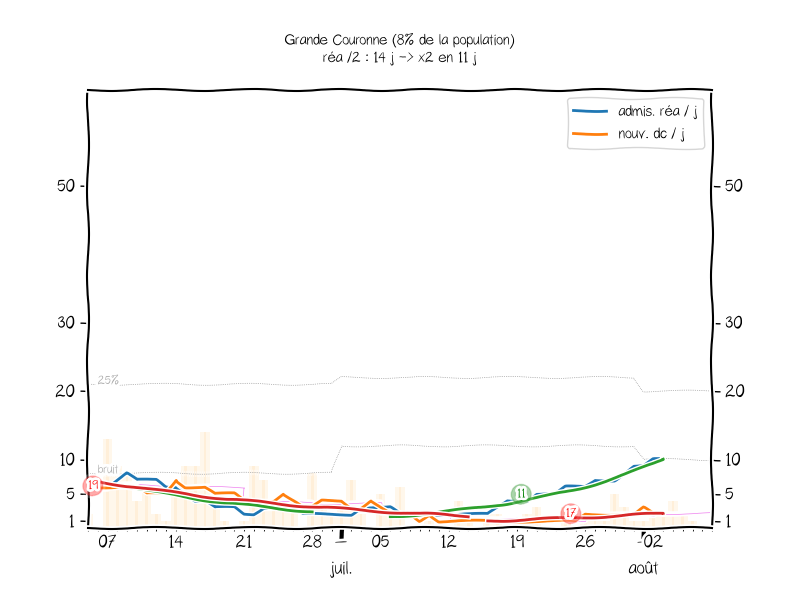 Grande Couronne (8% de la population)
réa /2 : 14 j -> x2 en 11 j
admis. réa / j
nouv. dc / j
50
50
30
30
25%
20
20
bruit
10
10
19
11
5
5
17
1
1
07 14 21 28 05 12 19 26 02
juil. août